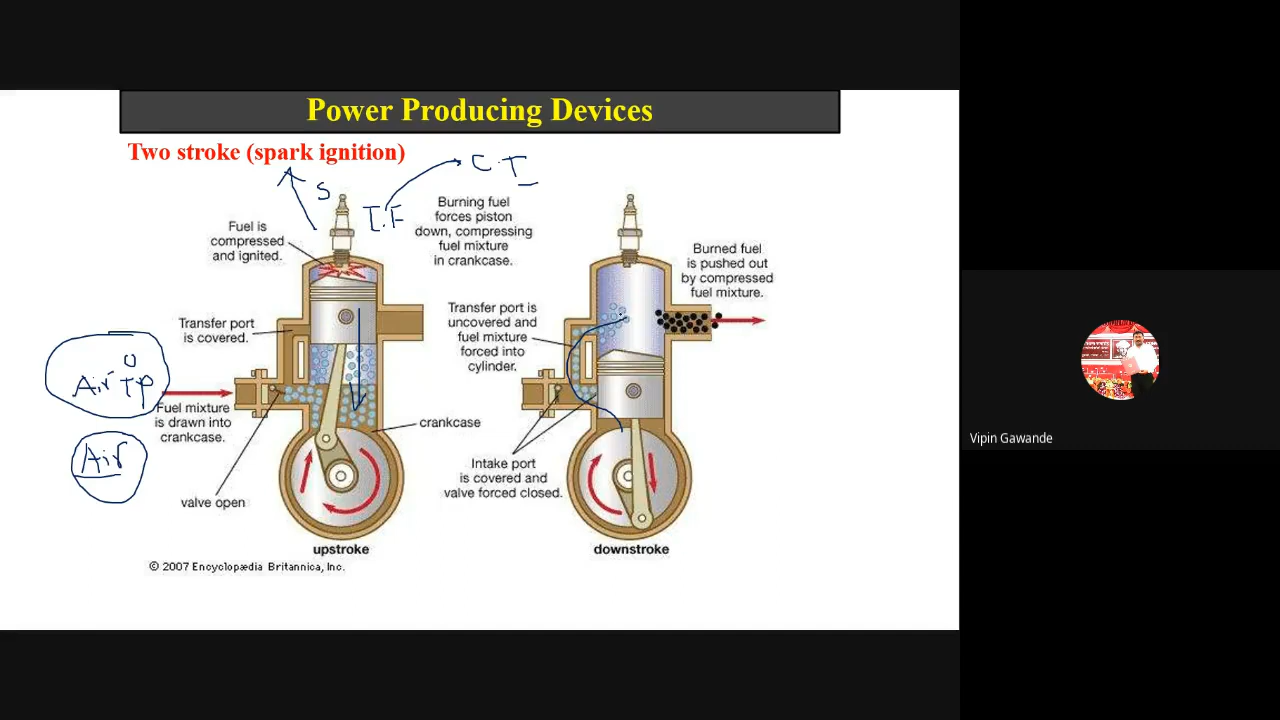 Power Producing Devices
Two stroke (spark ignition)
S
I.F
C.I
Fuel is
compressed
and ignited.
Burning fuel
forces piston
down, compressing
fuel mixture
in crankcase.
Burned fuel
is pushed out
by compressed
fuel mixture.
Transfer port
is covered.
Transfer port is
uncovered and
fuel mixture
forced into
cylinder.
Air
Fuel mixture
is drawn into
crankcase.
crankcase
Air
Intake port
is covered and
valve forced closed.
valve open
upstroke
downstroke
© 2007 Encyclopædia Britannica, Inc.
Vipin Gawande